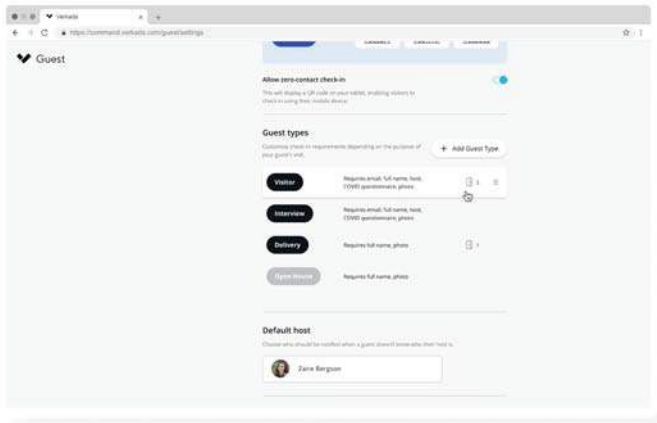 Verkada
https://command.verkada.com/guest/settings
Guest
Allow zero-contact check-in
This will display a QR code on your tablet, enabling visitors to
check in using their mobile device.
Guest types
Customize check-in requirements depending on the purpose of
your guest's visit.
+ Add Guest Type
Visitor
Requires email, full name, host,
COVID questionnaire, photo
Interview
Requires email, full name, host,
COVID questionnaire, photo
Delivery
Requires full name, photo
Open House
Requires full name, photo
Default host
Choose who should be notified when a guest doesn't know who their host is.
Zaire Bergson